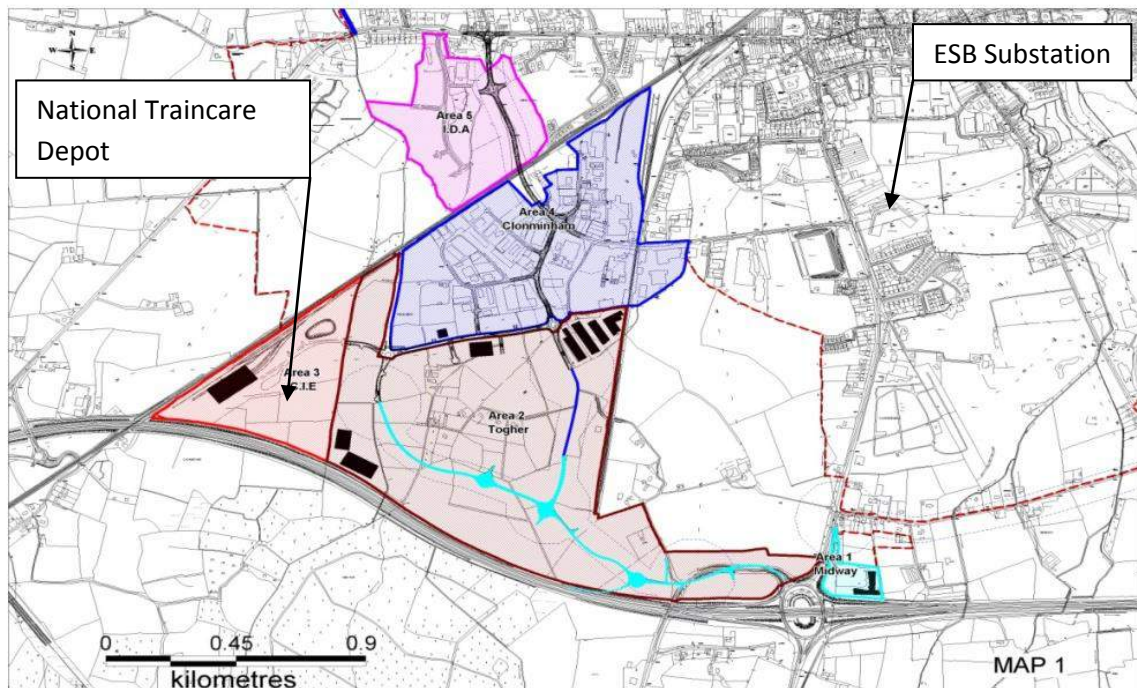 N
W E
S
National Traincare
Depot
ESB Substation
Area 5
I.D.A
Area 4
Clonminham
Area 3
C.I.E
Area 2
Togher
Area 1
Midway
0 0.45 0.9
kilometres
MAP 1